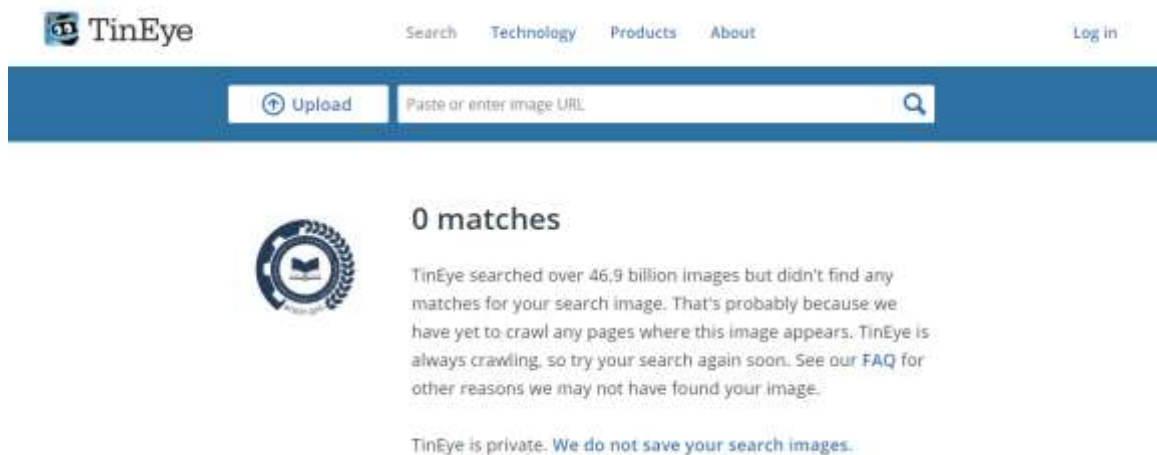 TinEye
Search Technology Products About
Log in
Upload Paste or enter image URL
0 matches
TinEye searched over 46.9 billion images but didn't find any
matches for your search image. That's probably because we
have yet to crawl any pages where this image appears. TinEye is
always crawling, so try your search again soon. See our FAQ for
other reasons we may not have found your image.
TinEye is private. We do not save your search images.